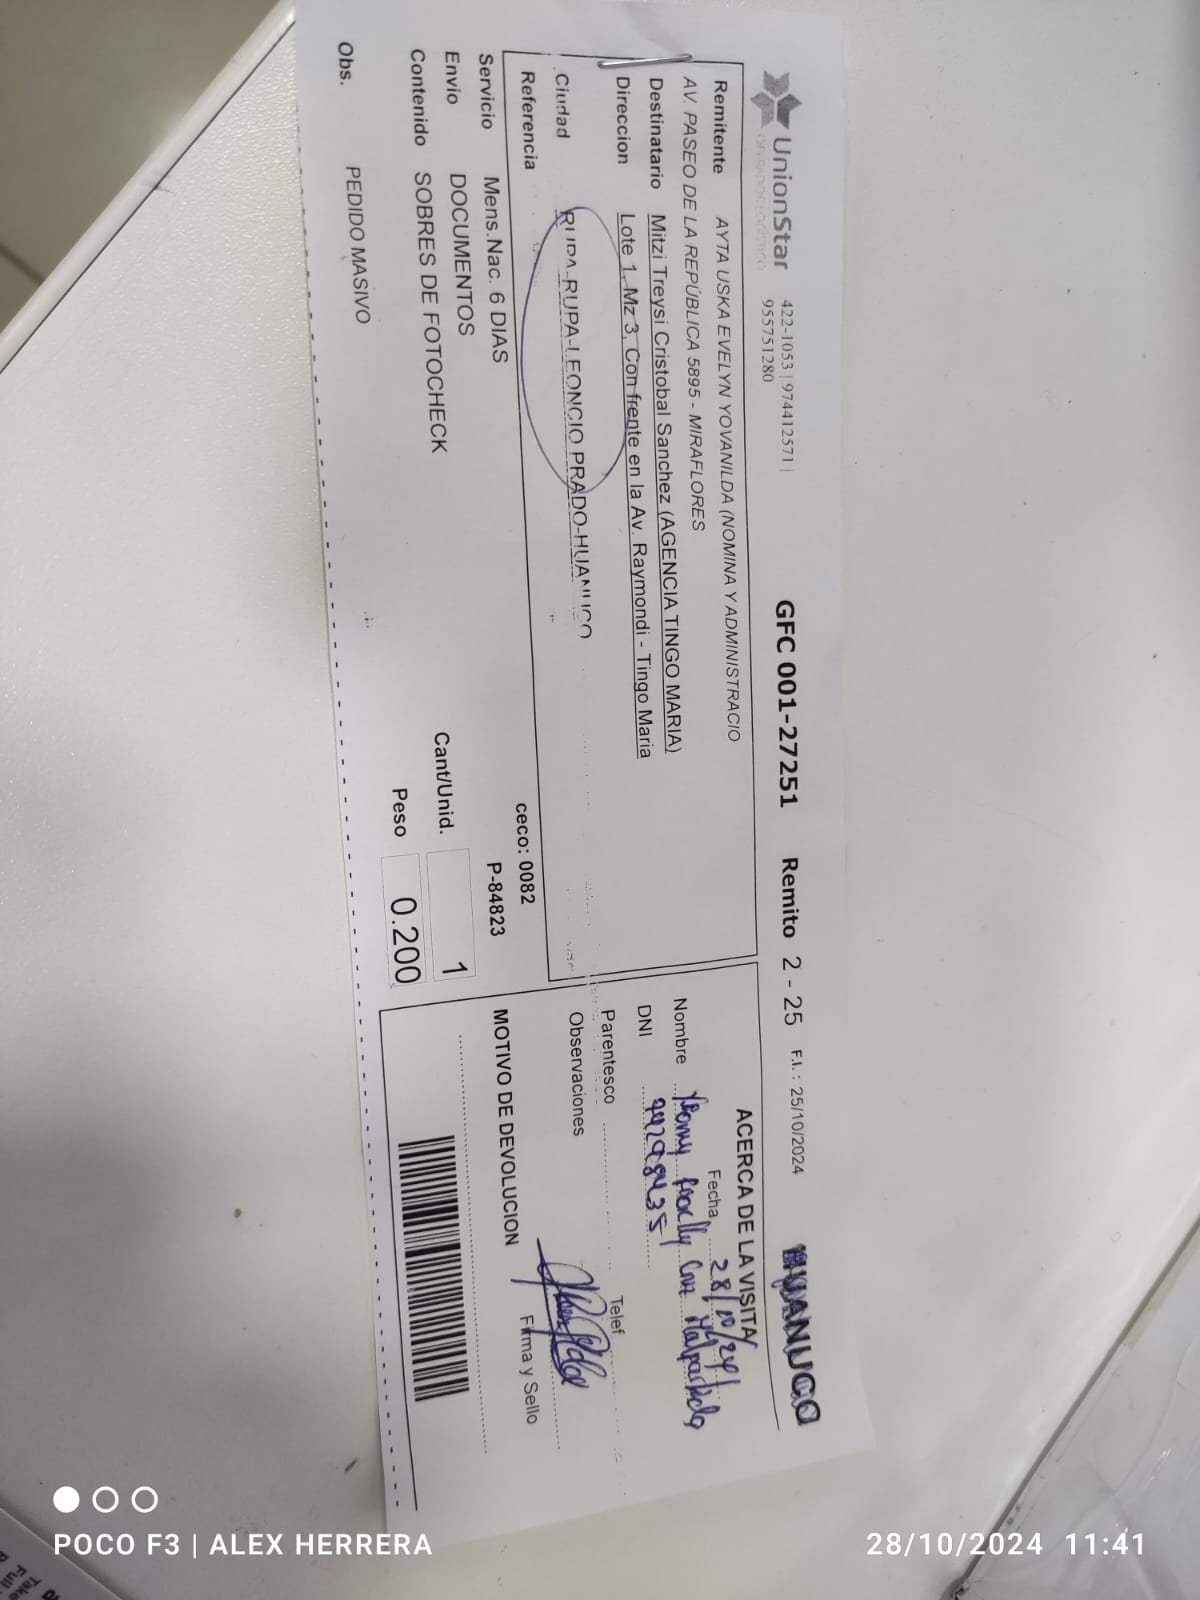 UnionStar
422-1053 | 974412571 |
955751280
GFC 001-27251
Remito 2 - 25
F.I.: 25/10/2024
HUANUCO
Remitente AYTA USKA EVELYN YOVANILDA (NOMINA Y ADMINISTRACIO
AV. PASEO DE LA REPÚBLICA 5895 - MIRAFLORES
Destinatario Mitzi Treysi Cristobal Sanchez (AGENCIA TINGO MARIA)
Direccion Lote 1, Mz 3, Con frente en la Av. Raymondi - Tingo Maria
Ciudad RUPA-RUPA-LEONCIO PRADO-HUANUCO
Referencia
ceco: 0082
Servicio Mens.Nac. 6 DIAS
P-84823
Envio DOCUMENTOS
Cant/Unid. 1
Contenido SOBRES DE FOTOCHECK
Peso 0.200
Obs. PEDIDO MASIVO
ACERCA DE LA VISITA
Fecha 28/10/24
Nombre
DNI
Parentesco
Telef
Observaciones
Firma y Sello
MOTIVO DE DEVOLUCION
POCO F3 | ALEX HERRERA
28/10/2024 11:41